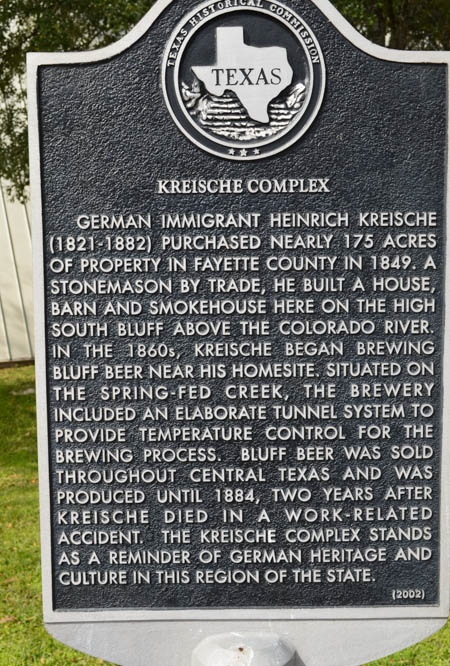 TEXAS HISTORICAL COMMISSION
TEXAS
KREISCHE COMPLEX
GERMAN IMMIGRANT HEINRICH KREISCHE
(1821-1882) PURCHASED NEARLY 175 ACRES
OF PROPERTY IN FAYETTE COUNTY IN 1849. A
STONEMASON BY TRADE, HE BUILT A HOUSE,
BARN AND SMOKEHOUSE HERE ON THE HIGH
SOUTH BLUFF ABOVE THE COLORADO RIVER.
IN THE 1860s, KREISCHE BEGAN BREWING
BLUFF BEER NEAR HIS HOMESITE. SITUATED ON
THE SPRING-FED CREEK, THE BREWERY
INCLUDED AN ELABORATE TUNNEL SYSTEM TO
PROVIDE TEMPERATURE CONTROL FOR THE
BREWING PROCESS. BLUFF BEER WAS SOLD
THROUGHOUT CENTRAL TEXAS AND WAS
PRODUCED UNTIL 1884, TWO YEARS AFTER
KREISCHE DIED IN A WORK-RELATED
ACCIDENT. THE KREISCHE COMPLEX STANDS
AS A REMINDER OF GERMAN HERITAGE AND
CULTURE IN THIS REGION OF THE STATE.
(2002)